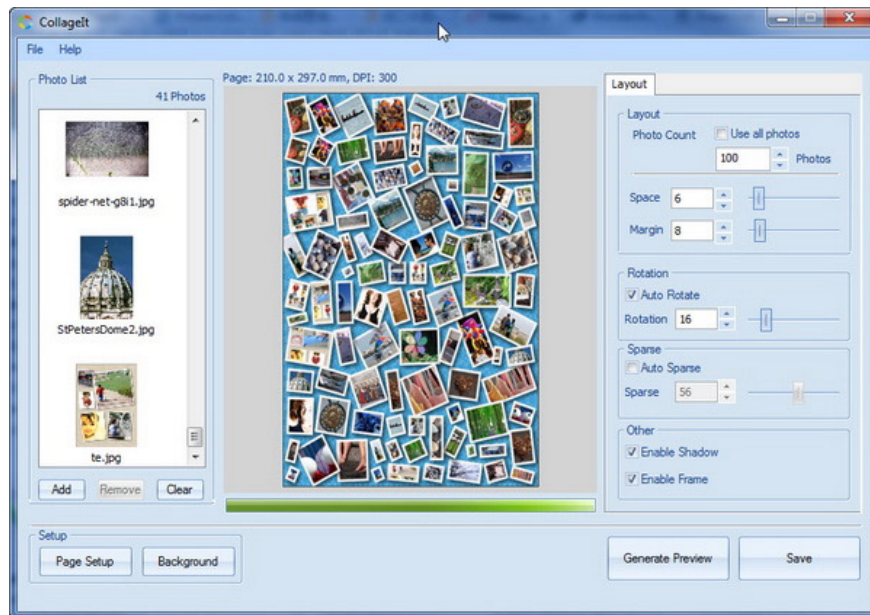 CollageIt
File Help
Photo List
41 Photos
spider-net-g8i1.jpg
StPetersDome2.jpg
te.jpg
Add Remove Clear
Page: 210.0 x 297.0 mm, DPI: 300
Layout
Layout
Photo Count Use all photos
100 Photos
Space 6
Margin 8
Rotation
Auto Rotate
Rotation 16
Sparse
Auto Sparse
Sparse 56
Other
Enable Shadow
Enable Frame
Setup
Page Setup Background
Generate Preview Save